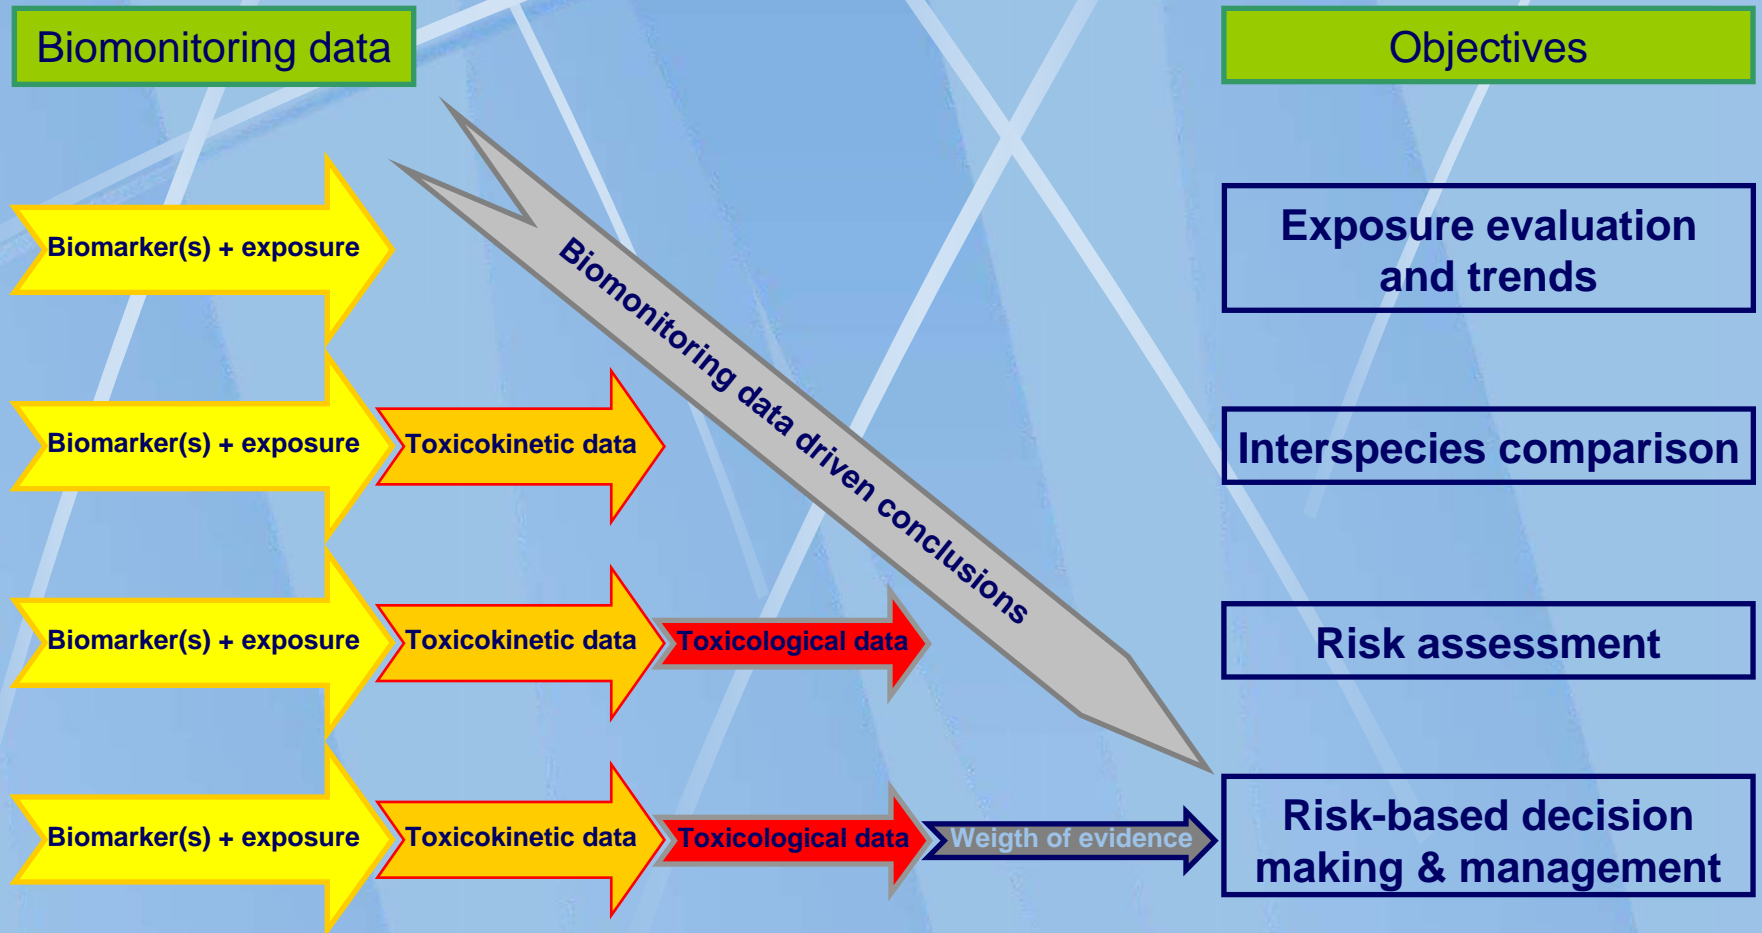 Biomonitoring data
Objectives
Biomarker(s) + exposure
Exposure evaluation
and trends
Biomonitoring data driven conclusions
Biomarker(s) + exposure
Toxicokinetic data
Interspecies comparison
Biomarker(s) + exposure
Toxicokinetic data
Toxicological data
Risk assessment
Biomarker(s) + exposure
Toxicokinetic data
Toxicological data
Weigth of evidence
Risk-based decision
making & management